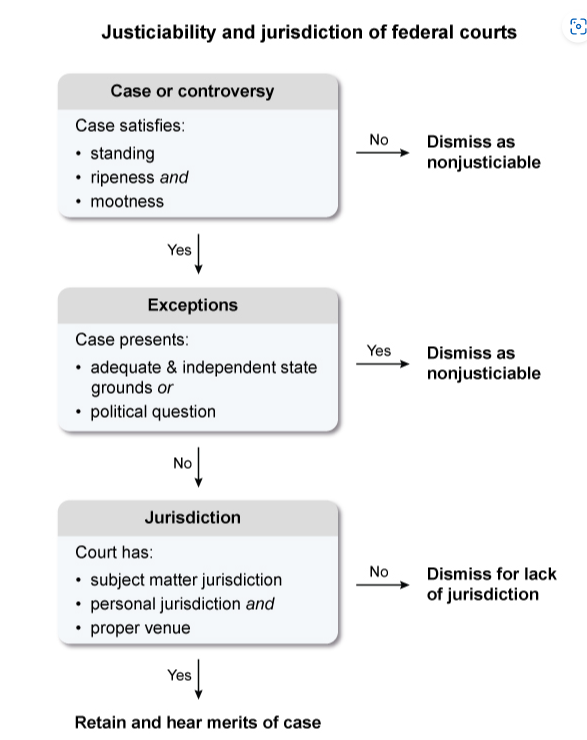 Justiciability and jurisdiction of federal courts
Case or controversy
Case satisfies:
• standing
• ripeness and
• mootness
No
Dismiss as
nonjusticiable
Yes
Exceptions
Case presents:
• adequate & independent state
grounds or
• political question
Yes
Dismiss as
nonjusticiable
No
Jurisdiction
Court has:
• subject matter jurisdiction
• personal jurisdiction and
• proper venue
No
Dismiss for lack
of jurisdiction
Yes
Retain and hear merits of case